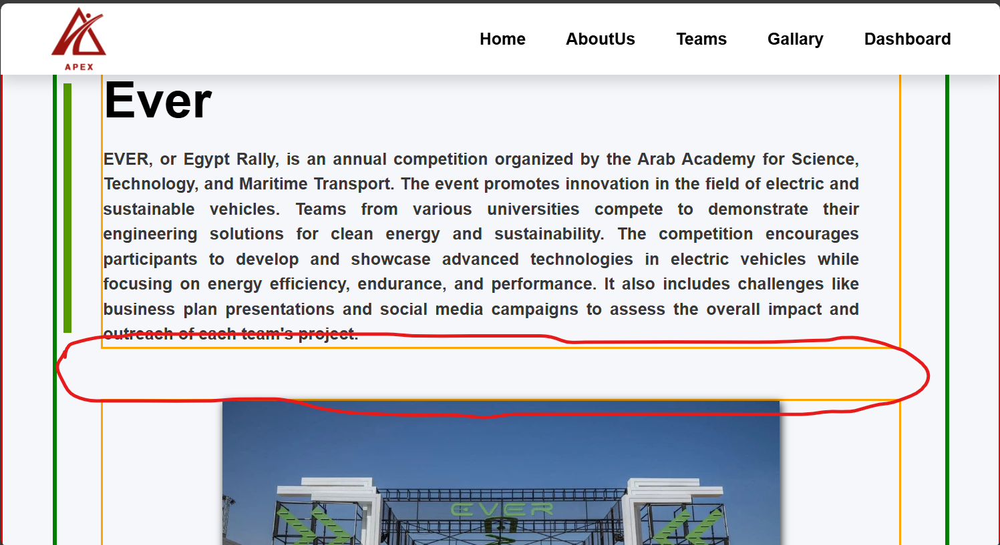 APEX
Home AboutUs Teams Gallary Dashboard
Ever
EVER, or Egypt Rally, is an annual competition organized by the Arab Academy for Science,
Technology, and Maritime Transport. The event promotes innovation in the field of electric and
sustainable vehicles. Teams from various universities compete to demonstrate their
engineering solutions for clean energy and sustainability. The competition encourages
participants to develop and showcase advanced technologies in electric vehicles while
focusing on energy efficiency, endurance, and performance. It also includes challenges like
business plan presentations and social media campaigns to assess the overall impact and
outreach of each team's project.
EVER